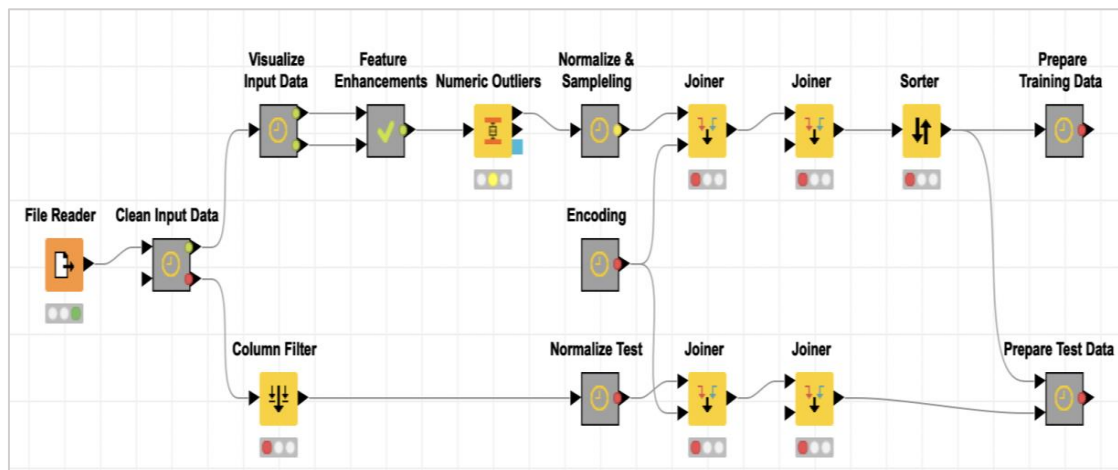 Visualize
Input Data
Feature
Enhancements
Numeric Outliers
Normalize &
Sampleling
Joiner
Joiner
Sorter
Prepare
Training Data
File Reader
Clean Input Data
Encoding
Column Filter
Normalize Test
Joiner
Joiner
Prepare Test Data